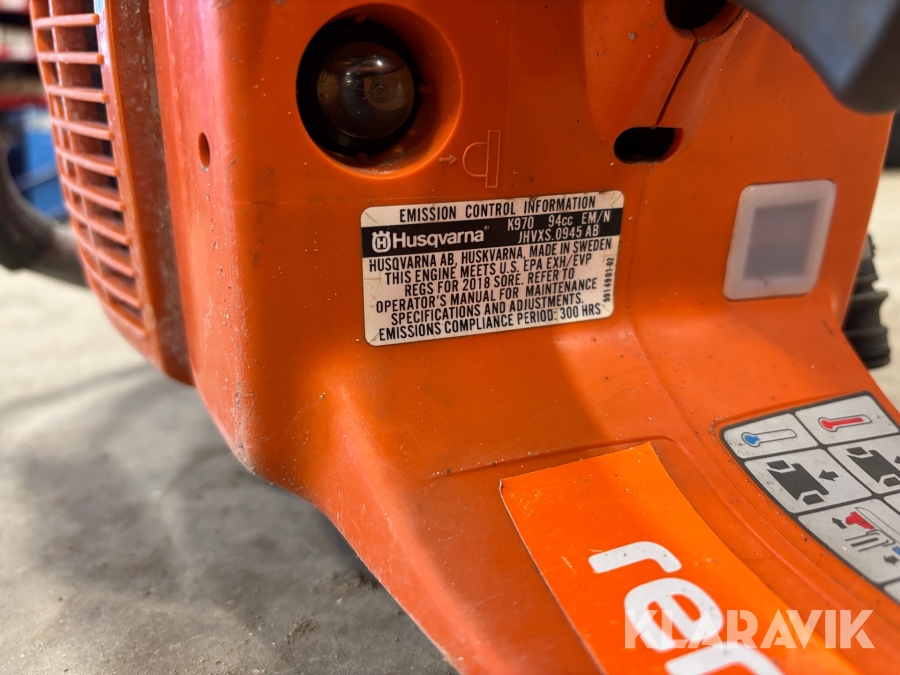 EMISSION CONTROL INFORMATION
Husqvarna K970 94cc EM/N
JHVXS.0945 AB
HUSQVARNA AB, HUSKVARNA, MADE IN SWEDEN
THIS ENGINE MEETS U.S. EPA EXH/EVP
REGS FOR 2018 SORE. REFER TO
OPERATOR'S MANUAL FOR MAINTENANCE
SPECIFICATIONS AND ADJUSTMENTS.
EMISSIONS COMPLIANCE PERIOD: 300 HRS
KLARAVIK